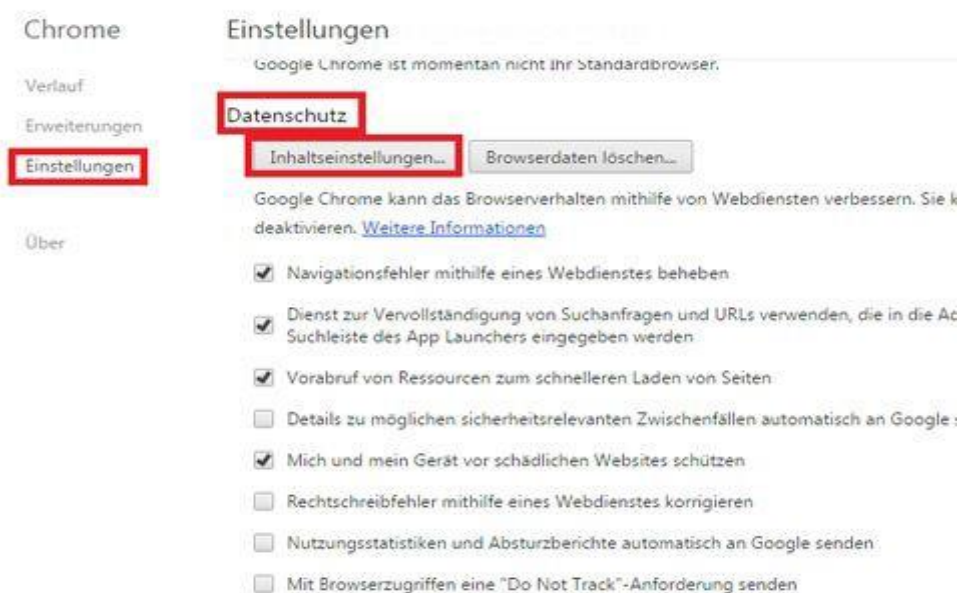 Chrome
Einstellungen
Google Chrome ist momentan nicht Ihr Standardbrowser.
Verlauf
Datenschutz
Erweiterungen
Inhaltseinstellungen... Browserdaten löschen...
Einstellungen
Google Chrome kann das Browserverhalten mithilfe von Webdiensten verbessern. Sie k
deaktivieren. Weitere Informationen
Über
Navigationsfehler mithilfe eines Webdienstes beheben
Dienst zur Vervollständigung von Suchanfragen und URLs verwenden, die in die Ad
Suchleiste des App Launchers eingegeben werden
Vorabruf von Ressourcen zum schnelleren Laden von Seiten
Details zu möglichen sicherheitsrelevanten Zwischenfällen automatisch an Google s
Mich und mein Gerät vor schädlichen Websites schützen
Rechtschreibfehler mithilfe eines Webdienstes korrigieren
Nutzungsstatistiken und Absturzberichte automatisch an Google senden
Mit Browserzugriffen eine "Do Not Track"-Anforderung senden